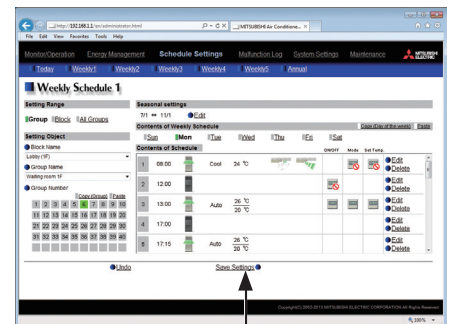 http://192.168.1.1/en/administrator.html
MITSUBISHI Air Conditione...
File Edit View Favorites Tools Help
Monitor/Operation Energy Management Schedule Settings Malfunction Log System Settings Maintenance MITSUBISHI ELECTRIC
Today Weekly1 Weekly2 Weekly3 Weekly4 Weekly5 Annual
Weekly Schedule 1
Setting Range
Group Block All Groups
Setting Object
Block Name
Lobby (1F)
Group Name
Waiting room 1F
Group Number
Copy(Group) Paste
1 2 3 4 5 6 7 8 9 10
11 12 13 14 15 16 17 18 19 20
21 22 23 24 25 26 27 28 29 30
31 32 33 34 35 36 37 38 39 40
Seasonal settings
7/1 ⇔ 11/1 Edit
Contents of Weekly Schedule Copy (Day of the week) Paste
Sun Mon Tue Wed Thu Fri Sat
Contents of Schedule ON/OFF Mode Set Temp.
1 08:00 Cool 24 °C Edit
Delete
2 12:00 Edit
Delete
3 13:00 Auto 26 °C Edit
20 °C Delete
4 17:00 Edit
Delete
5 17:15 Auto 26 °C Edit
20 °C Delete
Undo Save Settings
Copyright(C) 2003-2013 MITSUBISHI ELECTRIC CORPORATION All Rights Reserved
100%